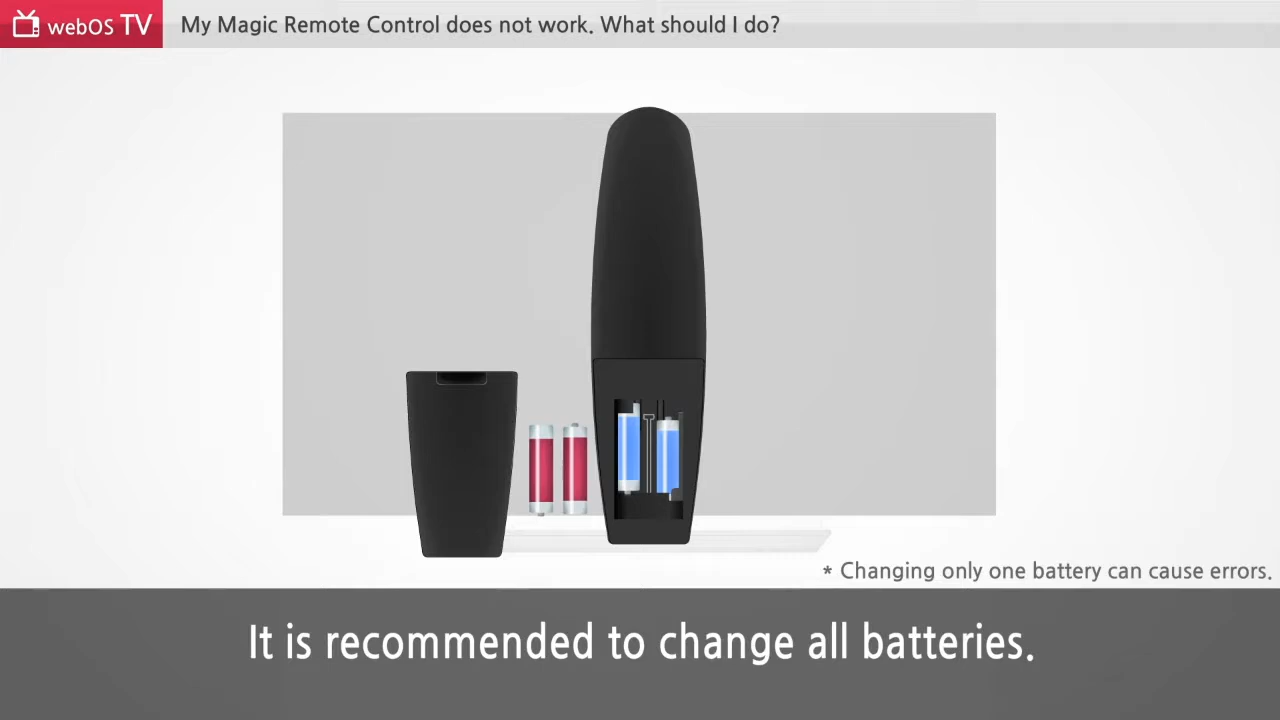 webOS TV
My Magic Remote Control does not work. What should I do?
* Changing only one battery can cause errors.
It is recommended to change all batteries.